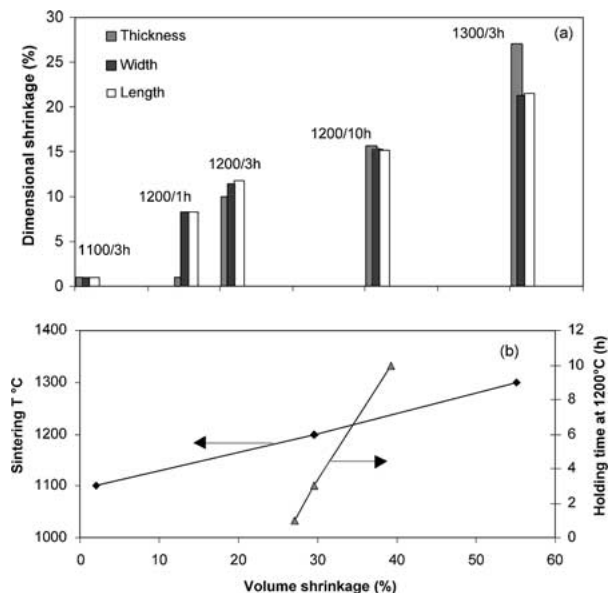 30
25
20
15
10
5
0
Dimensional shrinkage (%)
Thickness
Width
Length
(a)
1100/3h
1200/1h
1200/3h
1200/10h
1300/3h
1400
1300
1200
1100
1000
Sintering T °C
(b)
12
10
8
6
4
2
0
Holding time at 1200°C (h)
0 10 20 30 40 50 60
Volume shrinkage (%)